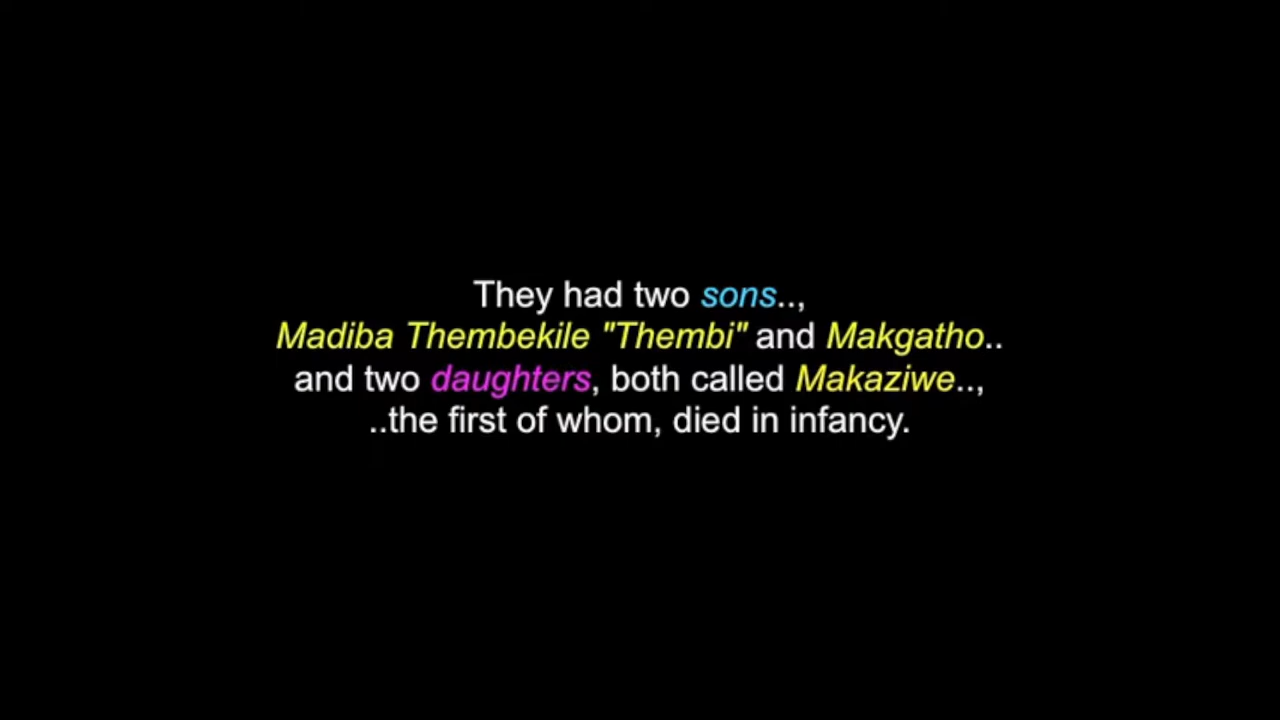 They had two sons..,
Madiba Thembekile "Thembi" and Makgatho..
and two daughters, both called Makaziwe..,
..the first of whom, died in infancy.